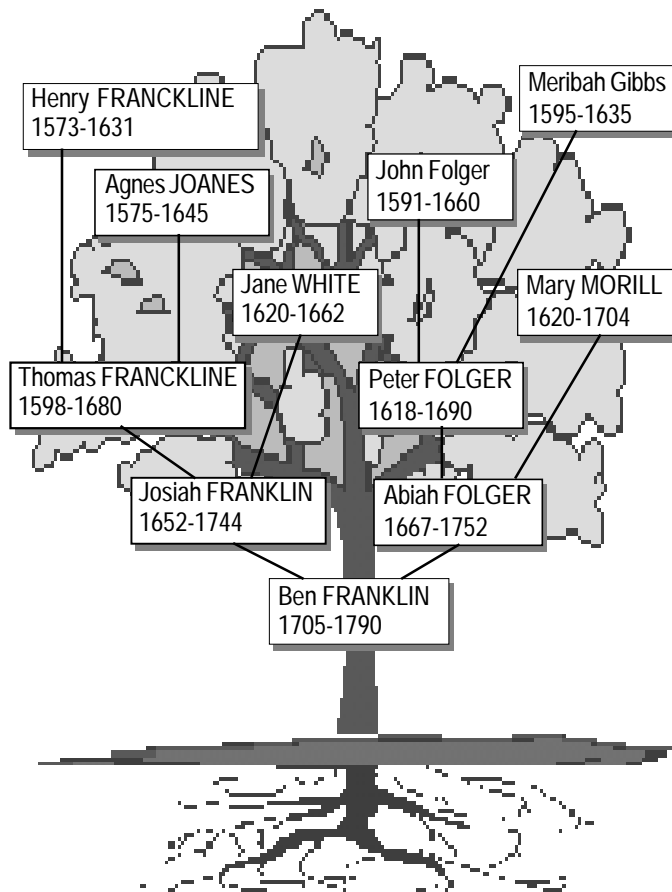 Henry FRANCKLINE
1573-1631
Meribah Gibbs
1595-1635
Agnes JOANES
1575-1645
John Folger
1591-1660
Jane WHITE
1620-1662
Mary MORILL
1620-1704
Thomas FRANCKLINE
1598-1680
Peter FOLGER
1618-1690
Josiah FRANKLIN
1652-1744
Abiah FOLGER
1667-1752
Ben FRANKLIN
1705-1790